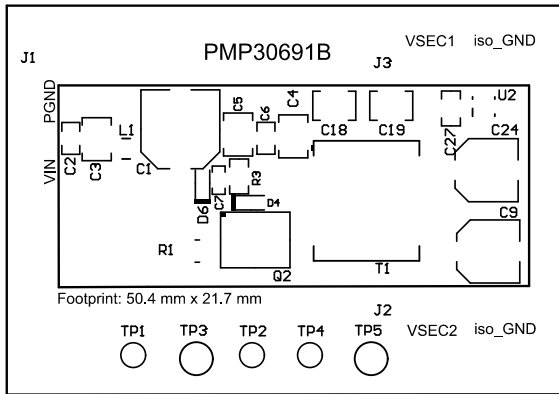 PMP30691B
VSEC1 iso_GND
J1
J3
PGND
VIN
C2
C3
L1
C1
C5
C6
C4
C18
C19
C27
U2
C24
D6
C7
R3
D4
R1
Q2
T1
C9
Footprint: 50.4 mm x 21.7 mm
J2
TP1 TP3 TP2 TP4 TP5 VSEC2 iso_GND